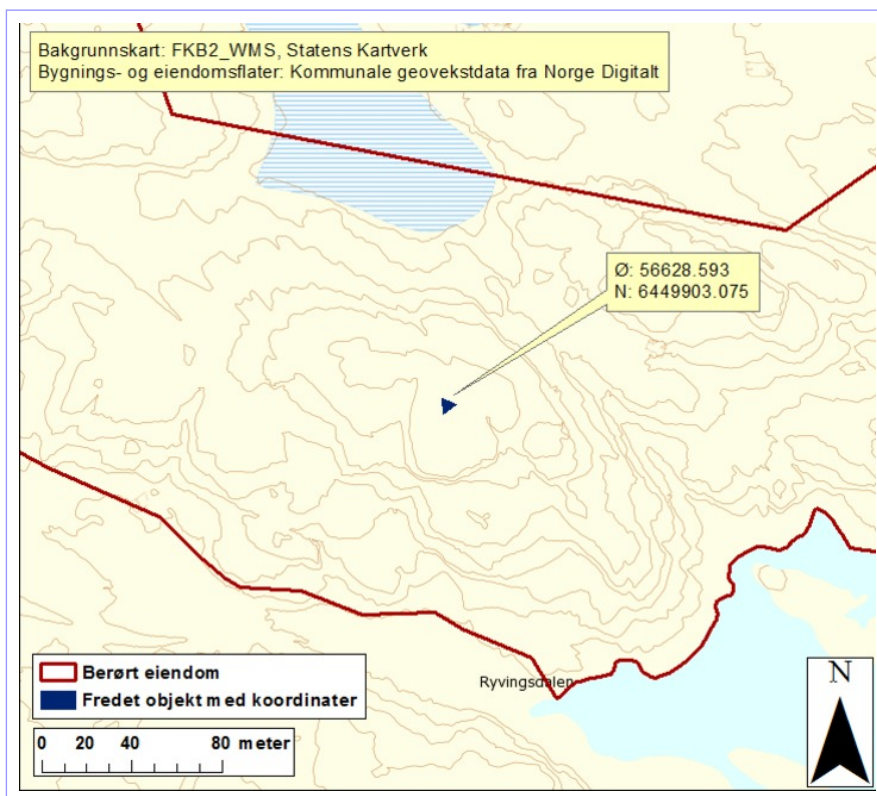 Bakgrunnskart: FKB2_WMS, Statens Kartverk
Bygnings- og eiendomsflater: Kommunale geovekstdata fra Norge Digitalt
Ø: 56628.593
N: 6449903.075
Ryvingsdalen
Berørt eiendom
Fredet objekt med koordinater
0 20 40 80 meter
N